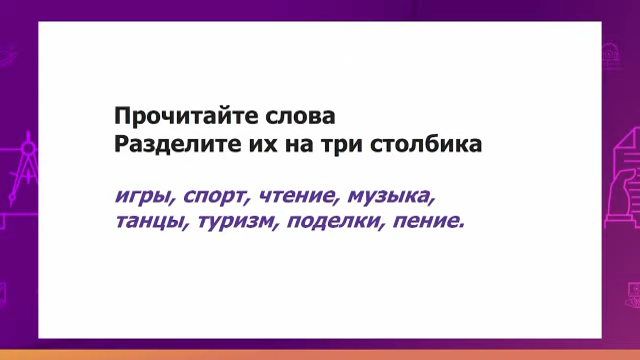 Прочитайте слова
Разделите их на три столбика
игры, спорт, чтение, музыка,
танцы, туризм, поделки, пение.